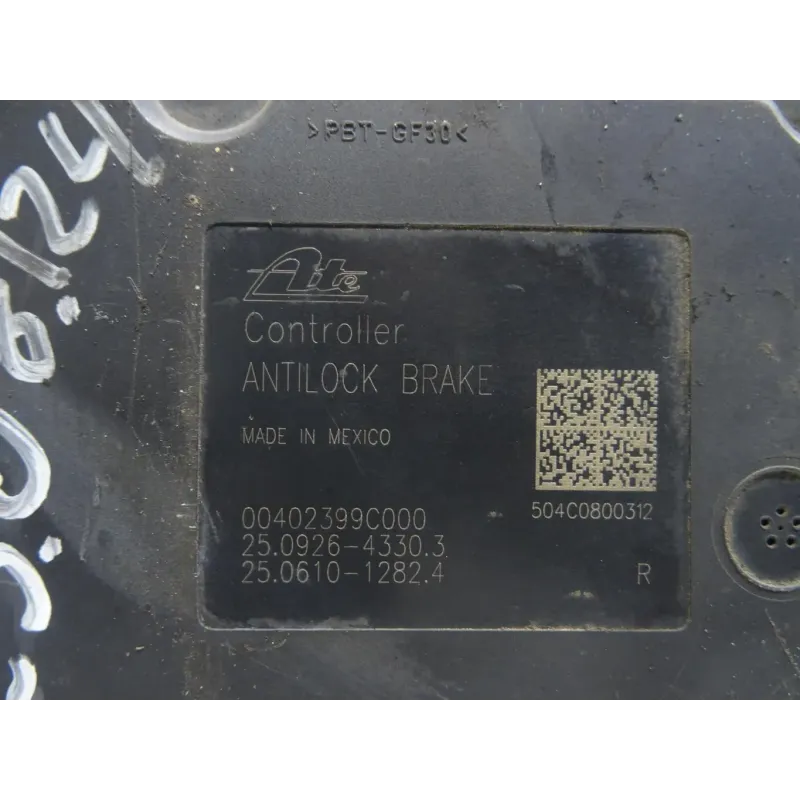 >PBT-GF30<
Ate
Controller
ANTILOCK BRAKE
MADE IN MEXICO
00402399C000
25.0926-4330.3
25.0610-1282.4
504C0800312
R